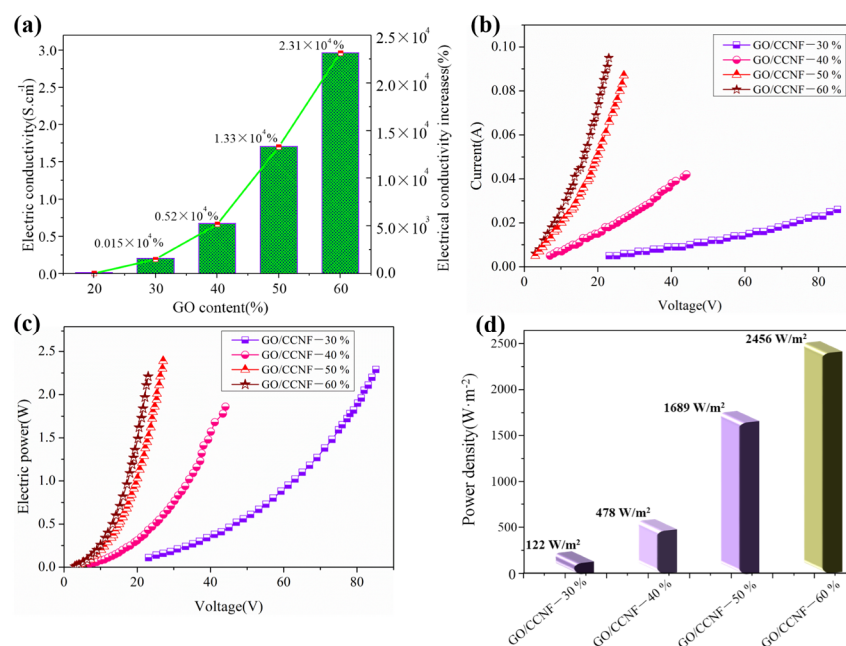 (a)
Electric conductivity(S.cm⁻¹)
3.0
2.5
2.0
1.5
1.0
0.5
0.0
0.015×10⁴%
0.52×10⁴%
1.33×10⁴%
2.31×10⁴%
20 30 40 50 60
GO content(%)
2.5×10⁴
2.0×10⁴
1.5×10⁴
1.0×10⁴
5.0×10³
0.0
Electrical conductivity increases(%)
(b)
Current(A)
0.10
0.08
0.06
0.04
0.02
0.00
GO/CCNF－30 %
GO/CCNF－40 %
GO/CCNF－50 %
GO/CCNF－60 %
0 20 40 60 80
Voltage(V)
(c)
Electric power(W)
2.5
2.0
1.5
1.0
0.5
0.0
GO/CCNF－30 %
GO/CCNF－40 %
GO/CCNF－50 %
GO/CCNF－60 %
0 20 40 60 80
Voltage(V)
(d)
Power density(W·m⁻²)
2500
2000
1500
1000
500
0
122 W/m²
478 W/m²
1689 W/m²
2456 W/m²
GO/CCNF－30 %
GO/CCNF－40 %
GO/CCNF－50 %
GO/CCNF－60 %